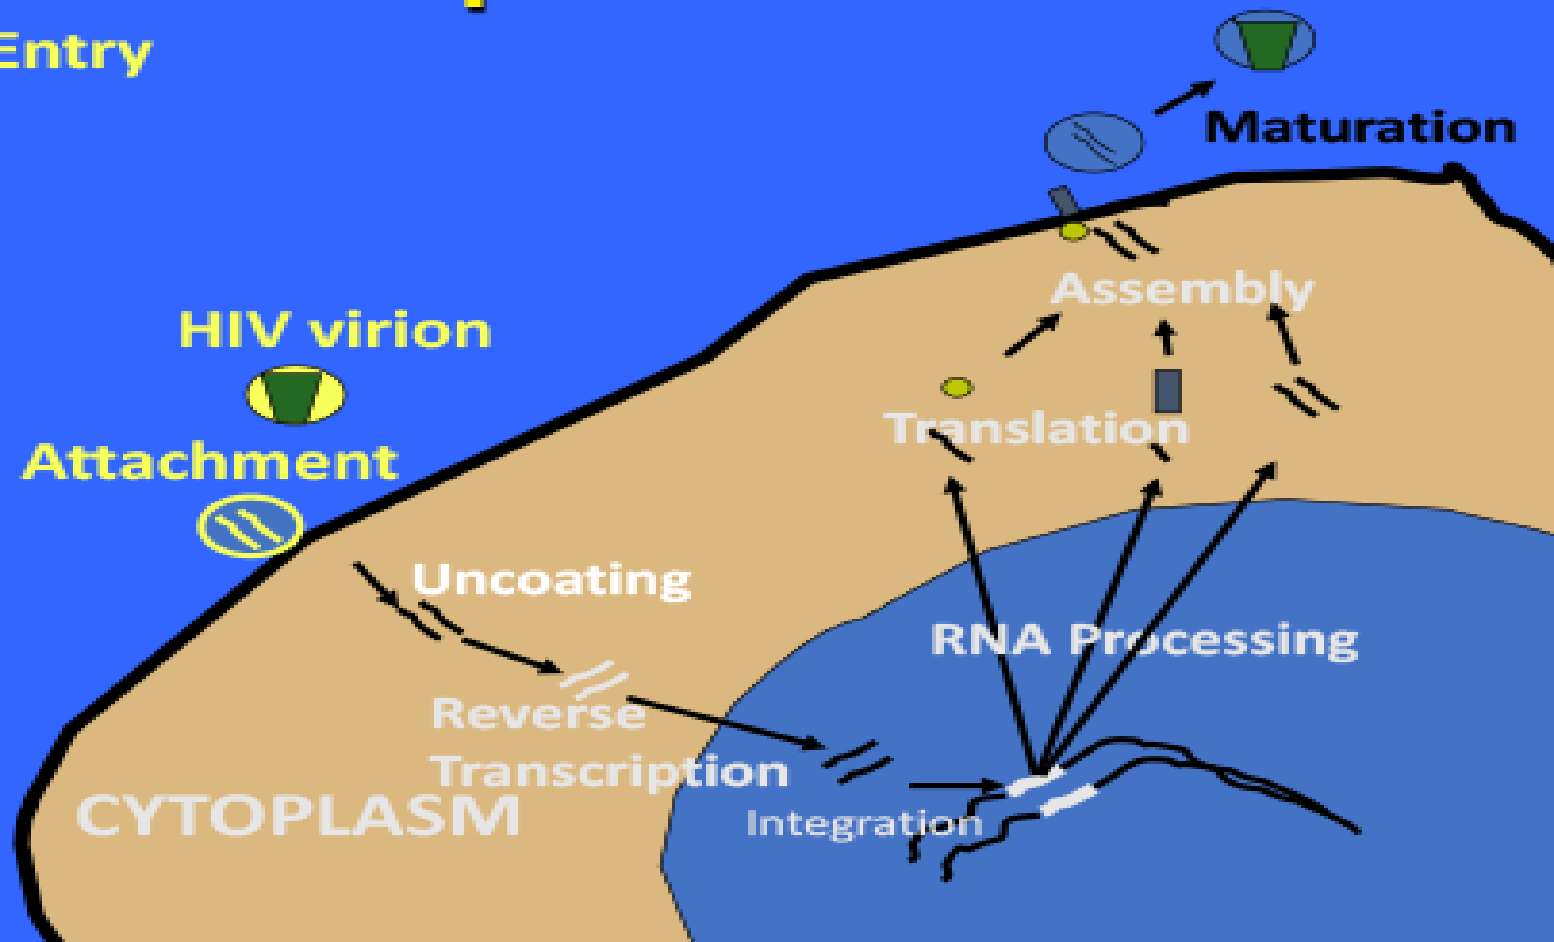 Entry
Maturation
Assembly
HIV virion
Translation
Attachment
Uncoating
RNA Processing
Reverse
Transcription
CYTOPLASM
Integration